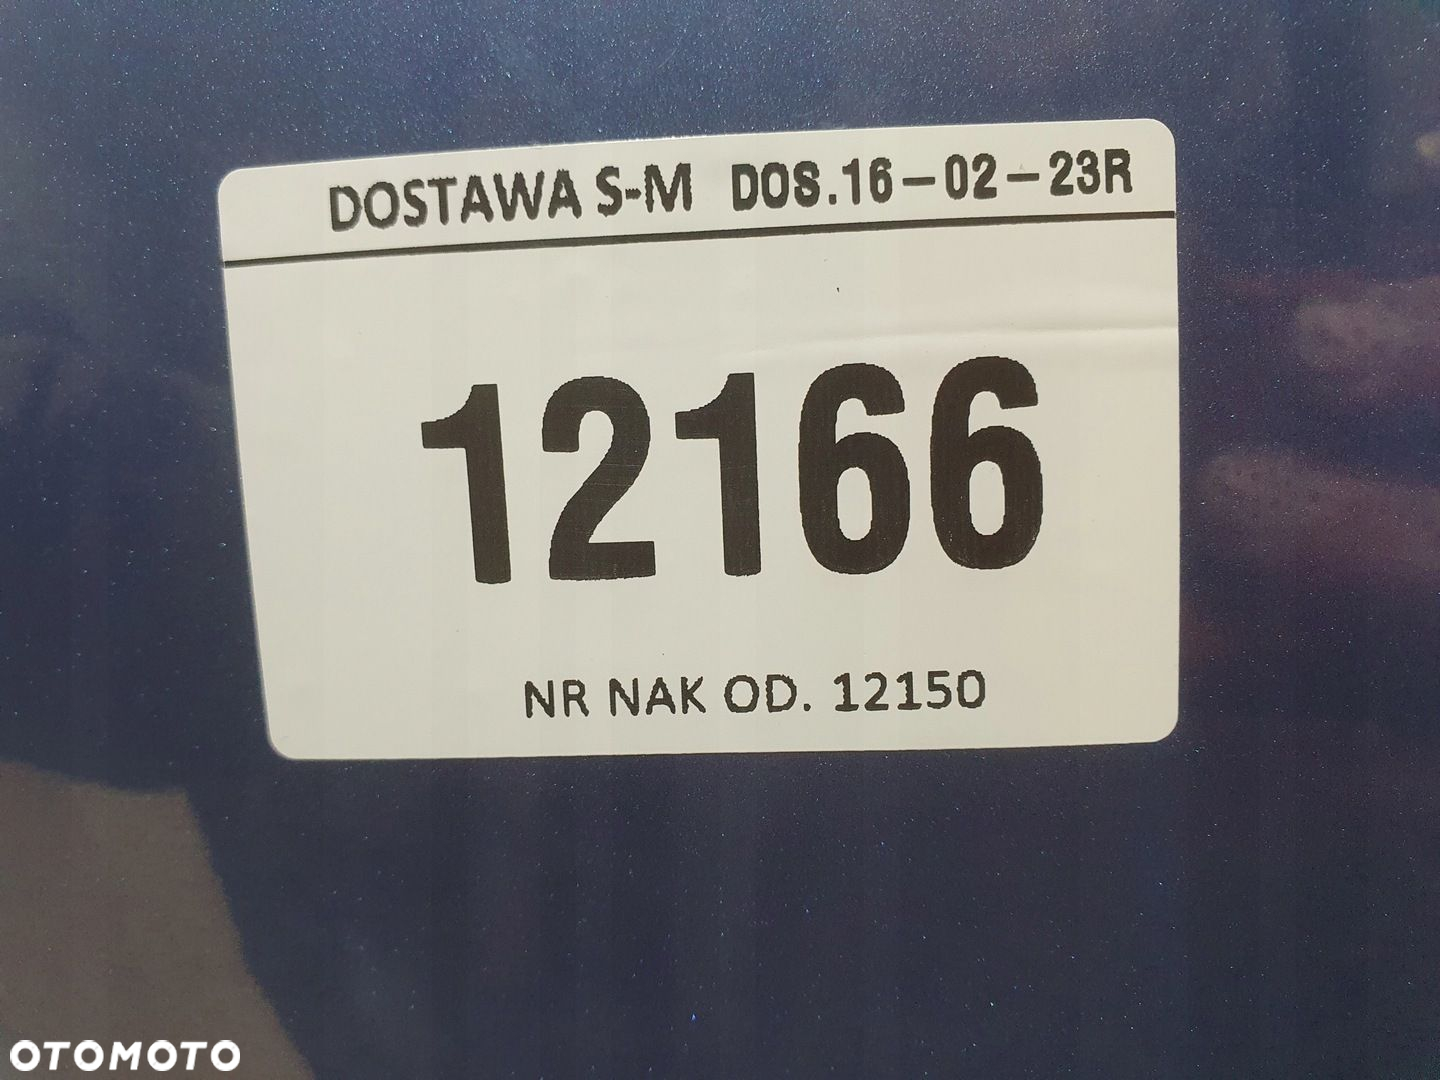 DOSTAWA S-M DOS.16-02-23R
12166
NR NAK OD. 12150
OTOMOTO